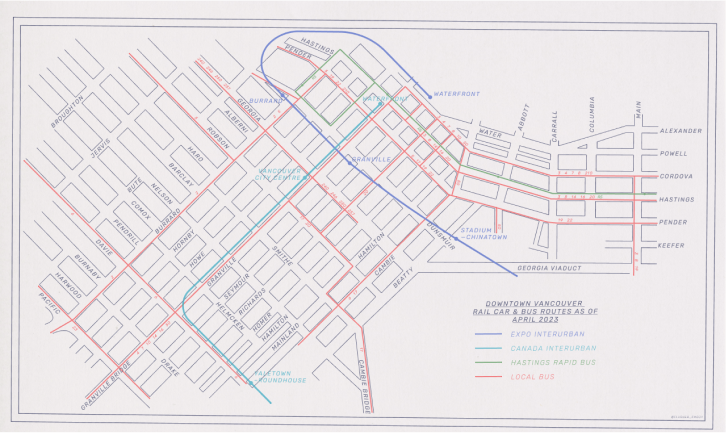 HASTINGS
PENDER
WATERFRONT
BURRARD
WATERFRONT
GEORGIA
ALBERNI
ROBSON
BROUGHTON
JERVIS
HARO
BARCLAY
BUTE
NELSON
COMOX
PENDRILL
BURRARD
DAVIE
BURNABY
HARWOOD
PACIFIC
HORNBY
HOWE
GRANVILLE
SEYMOUR
RICHARDS
HELMCKEN
HOMER
HAMILTON
MAINLAND
SMITHE
DRAKE
GRANVILLE BRIDGE
VANCOUVER
CITY CENTRE
GRANVILLE
YALETOWN
-ROUNDHOUSE
STADIUM
-CHINATOWN
DUNSMUIR
HAMILTON
CAMBIE
BEATTY
CAMBIE BRIDGE
GEORGIA VIADUCT
WATER
ABBOTT
CARRALL
COLUMBIA
MAIN
ALEXANDER
POWELL
CORDOVA
HASTINGS
PENDER
KEEFER
DOWNTOWN VANCOUVER
RAIL CAR & BUS ROUTES AS OF
APRIL 2023
EXPO INTERURBAN
CANADA INTERURBAN
HASTINGS RAPID BUS
LOCAL BUS